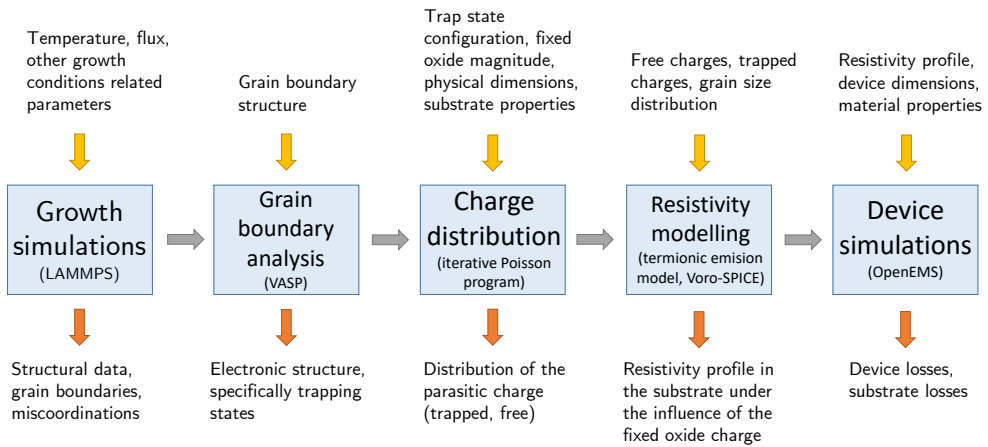 Temperature, flux,
other growth
conditions related
parameters
Grain boundary
structure
Trap state
configuration, fixed
oxide magnitude,
physical dimensions,
substrate properties
Free charges, trapped
charges, grain size
distribution
Resistivity profile,
device dimensions,
material properties
Growth
simulations
(LAMMPS)
Grain
boundary
analysis
(VASP)
Charge
distribution
(iterative Poisson
program)
Resistivity
modelling
(termionic emision
model, Voro-SPICE)
Device
simulations
(OpenEMS)
Structural data,
grain boundaries,
miscoordinations
Electronic structure,
specifically trapping
states
Distribution of the
parasitic charge
(trapped, free)
Resistivity profile in
the substrate under
the influence of the
fixed oxide charge
Device losses,
substrate losses